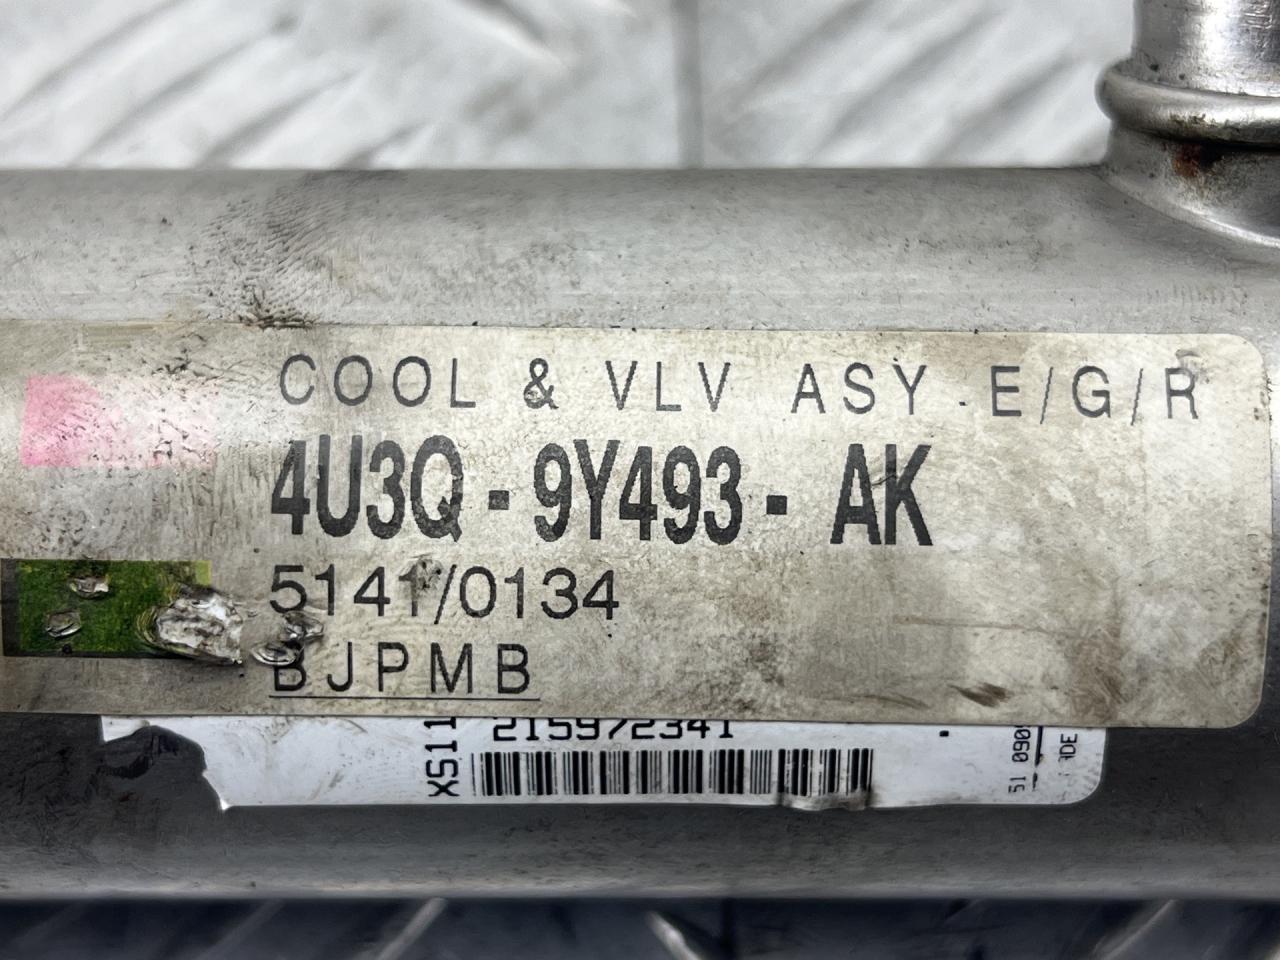 COOL & VLV ASY E/G/R
4U3Q - 9Y493 - AK
5141/0134
BJPMB
XS11
215972341